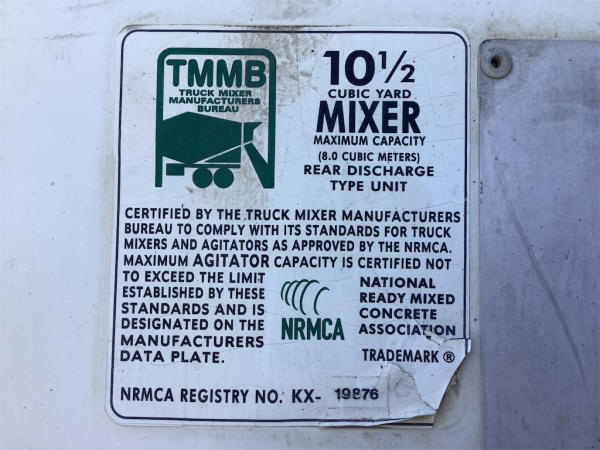 TMMB
TRUCK MIXER
MANUFACTURERS
BUREAU
10 1/2
CUBIC YARD
MIXER
MAXIMUM CAPACITY
(8.0 CUBIC METERS)
REAR DISCHARGE
TYPE UNIT
CERTIFIED BY THE TRUCK MIXER MANUFACTURERS
BUREAU TO COMPLY WITH ITS STANDARDS FOR TRUCK
MIXERS AND AGITATORS AS APPROVED BY THE NRMCA.
MAXIMUM AGITATOR CAPACITY IS CERTIFIED NOT
TO EXCEED THE LIMIT
ESTABLISHED BY THESE
STANDARDS AND IS
DESIGNATED ON THE
MANUFACTURERS
DATA PLATE.
NRMCA
NATIONAL
READY MIXED
CONCRETE
ASSOCIATION
TRADEMARK ®
NRMCA REGISTRY NO. KX- 19876